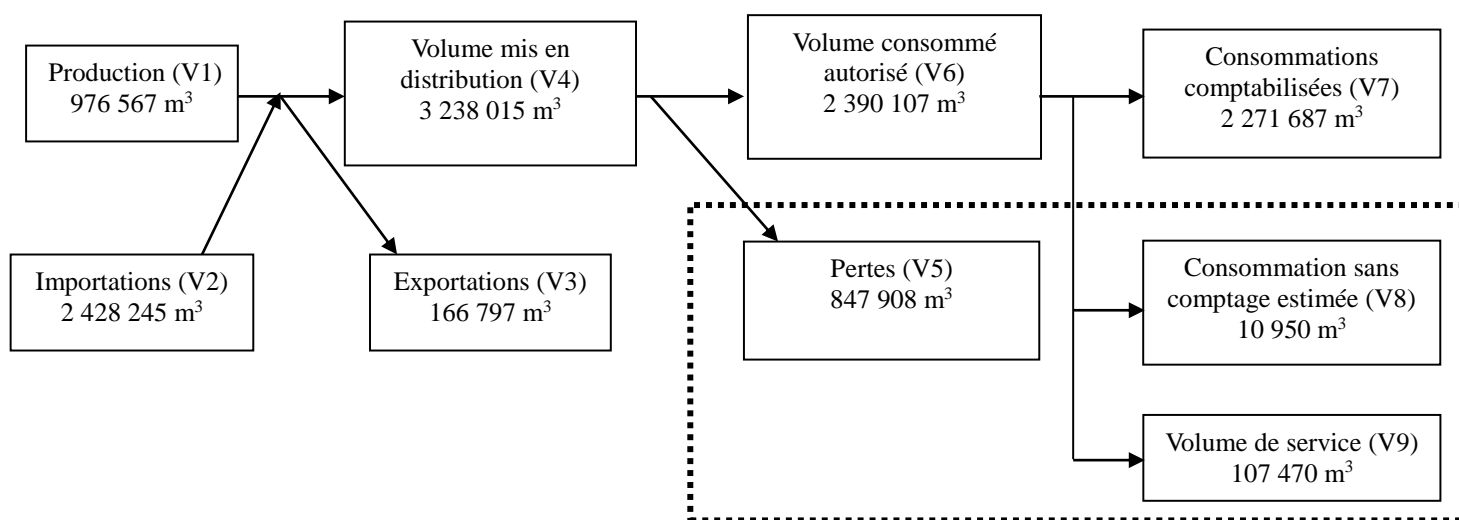 Production (V1)
976 567 m³
Volume mis en
distribution (V4)
3 238 015 m³
Volume consommé
autorisé (V6)
2 390 107 m³
Consommations
comptabilisées (V7)
2 271 687 m³
Importations (V2)
2 428 245 m³
Exportations (V3)
166 797 m³
Pertes (V5)
847 908 m³
Consommation sans
comptage estimée (V8)
10 950 m³
Volume de service (V9)
107 470 m³